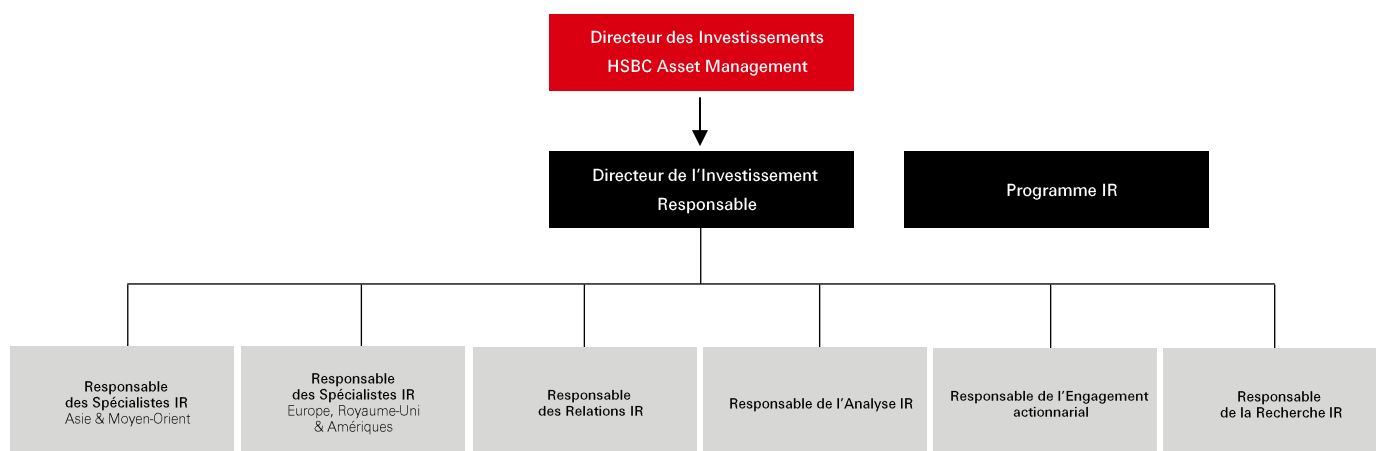 Directeur des Investissements
HSBC Asset Management
Directeur de l’Investissement
Responsable
Programme IR
Responsable
des Spécialistes IR
Asie & Moyen-Orient
Responsable
des Spécialistes IR
Europe, Royaume-Uni
& Amériques
Responsable
des Relations IR
Responsable de l’Analyse IR
Responsable de l’Engagement
actionnarial
Responsable
de la Recherche IR